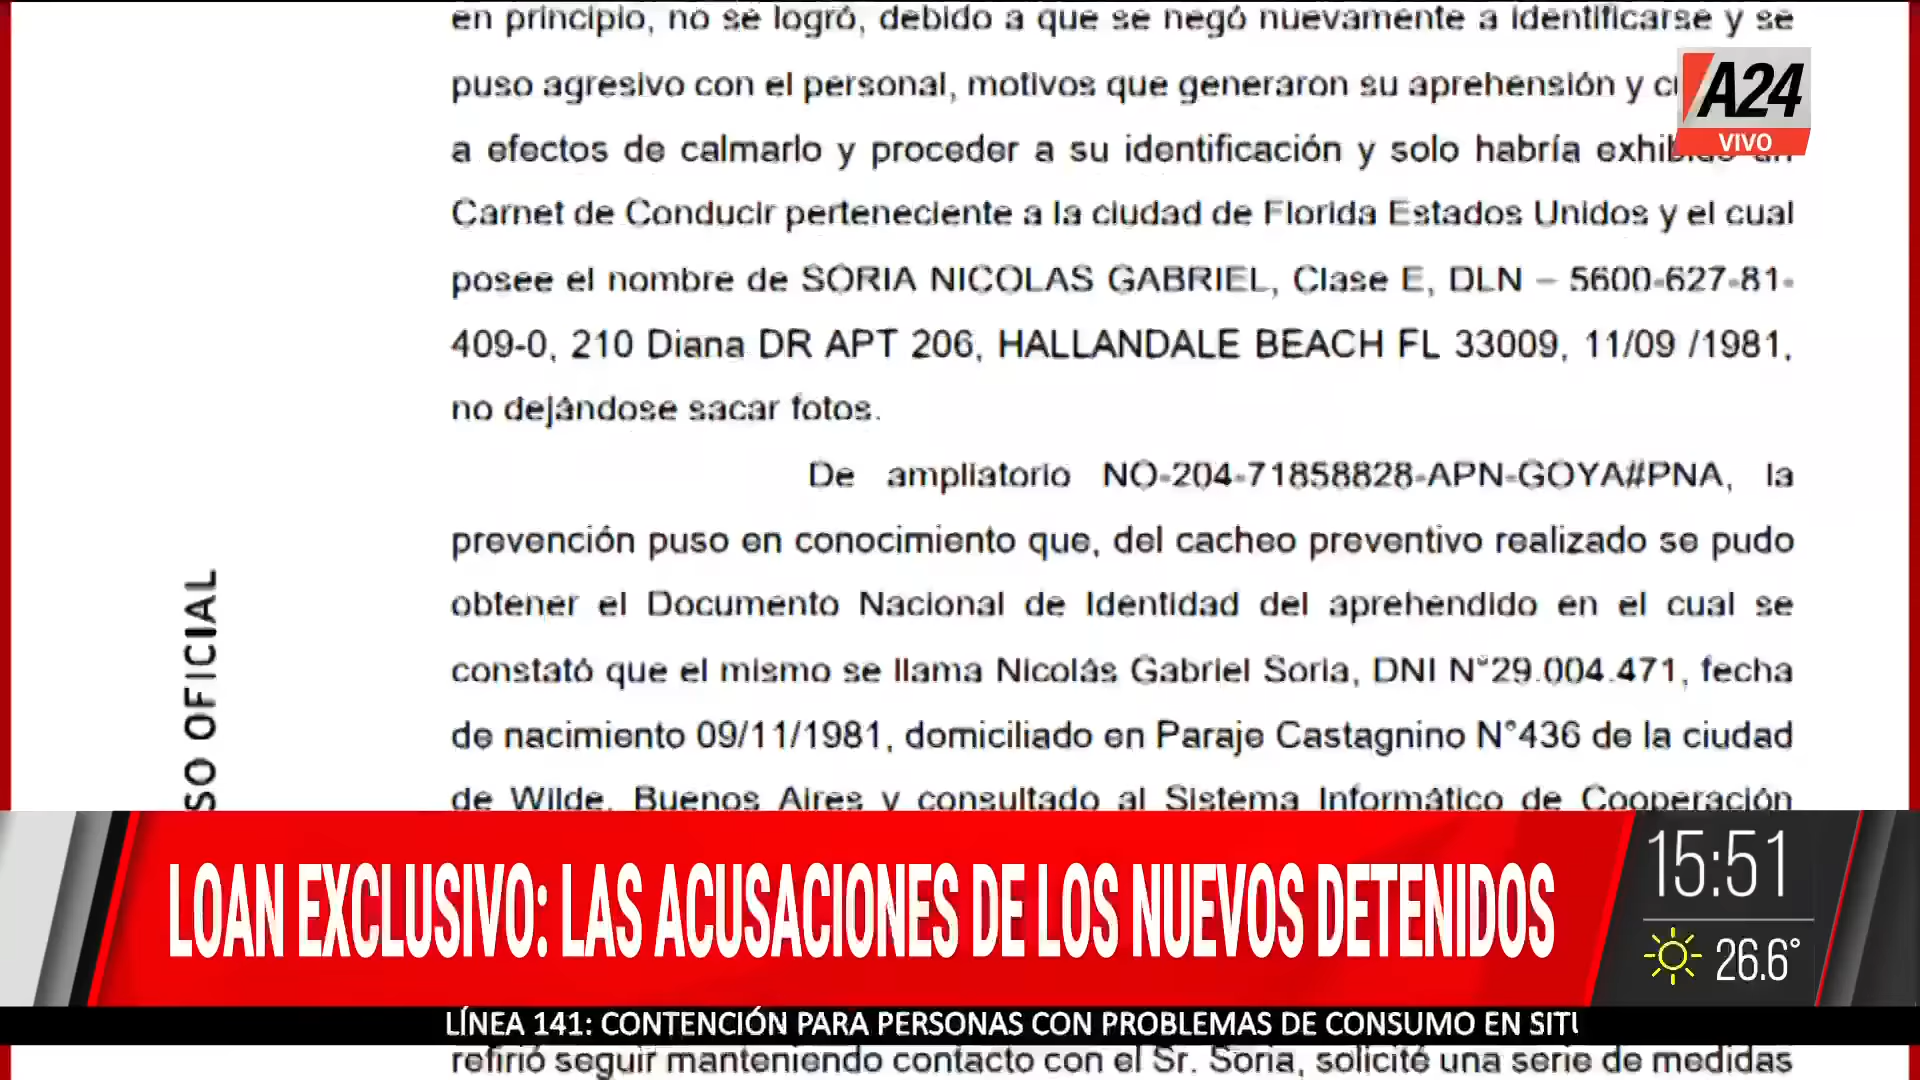 en principio, no se logró, debido a que se negó nuevamente a identificarse y se
puso agresivo con el personal, motivos que generaron su aprehensión y
a efectos de calmarlo y proceder a su identificación y solo habría exhibido un
Carnet de Conducir perteneciente a la ciudad de Florida Estados Unidos y el cual
posee el nombre de SORIA NICOLAS GABRIEL, Clase E, DLN – 5600-627-81-
409-0, 210 Diana DR APT 206, HALLANDALE BEACH FL 33009, 11/09 /1981,
no dejándose sacar fotos.
De ampliatorio NO-204-71858828-APN-GOYA#PNA, la
prevención puso en conocimiento que, del cacheo preventivo realizado se pudo
obtener el Documento Nacional de Identidad del aprehendido en el cual se
constató que el mismo se llama Nicolás Gabriel Soria, DNI N°29.004.471, fecha
de nacimiento 09/11/1981, domiciliado en Paraje Castagnino N°436 de la ciudad
de Wilde, Buenos Aires y consultado al Sistema Informático de Cooperación
SO OFICIAL
A24
VIVO
LOAN EXCLUSIVO: LAS ACUSACIONES DE LOS NUEVOS DETENIDOS
15:51
26.6°
LÍNEA 141: CONTENCIÓN PARA PERSONAS CON PROBLEMAS DE CONSUMO EN SITU
refirió seguir manteniendo contacto con el Sr. Soria, solicité una serie de medidas